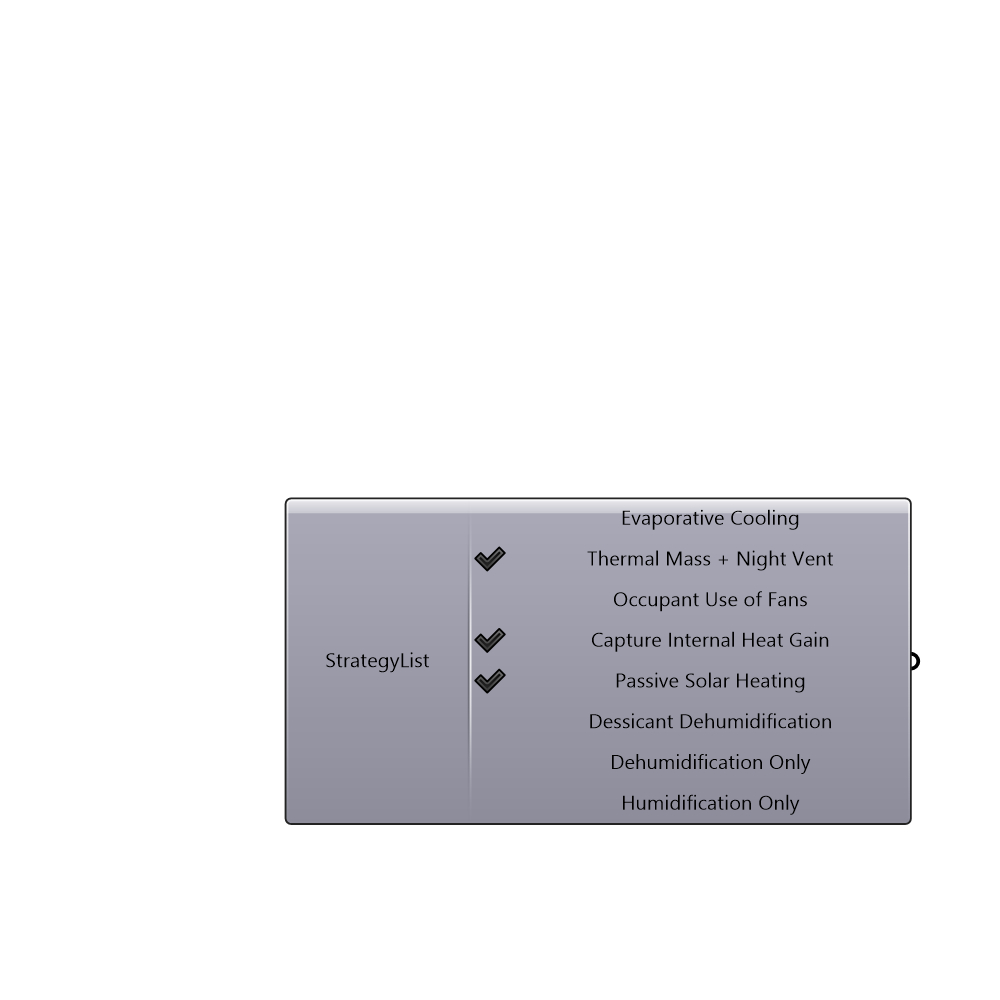 StrategyList
Evaporative Cooling
Thermal Mass + Night Vent
Occupant Use of Fans
Capture Internal Heat Gain
Passive Solar Heating
Dessicant Dehumidification
Dehumidification Only
Humidification Only